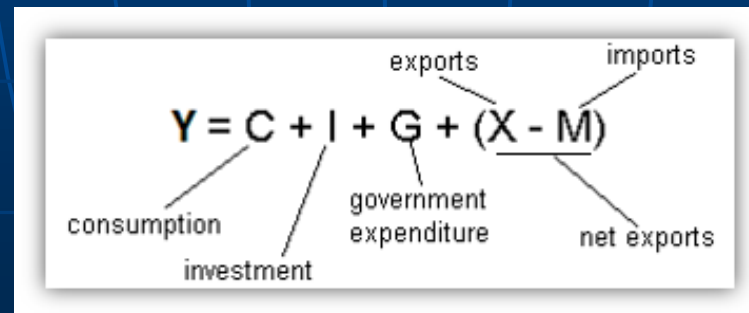 exports
imports
Y = C + I + G + (X - M)
consumption
investment
government
expenditure
net exports